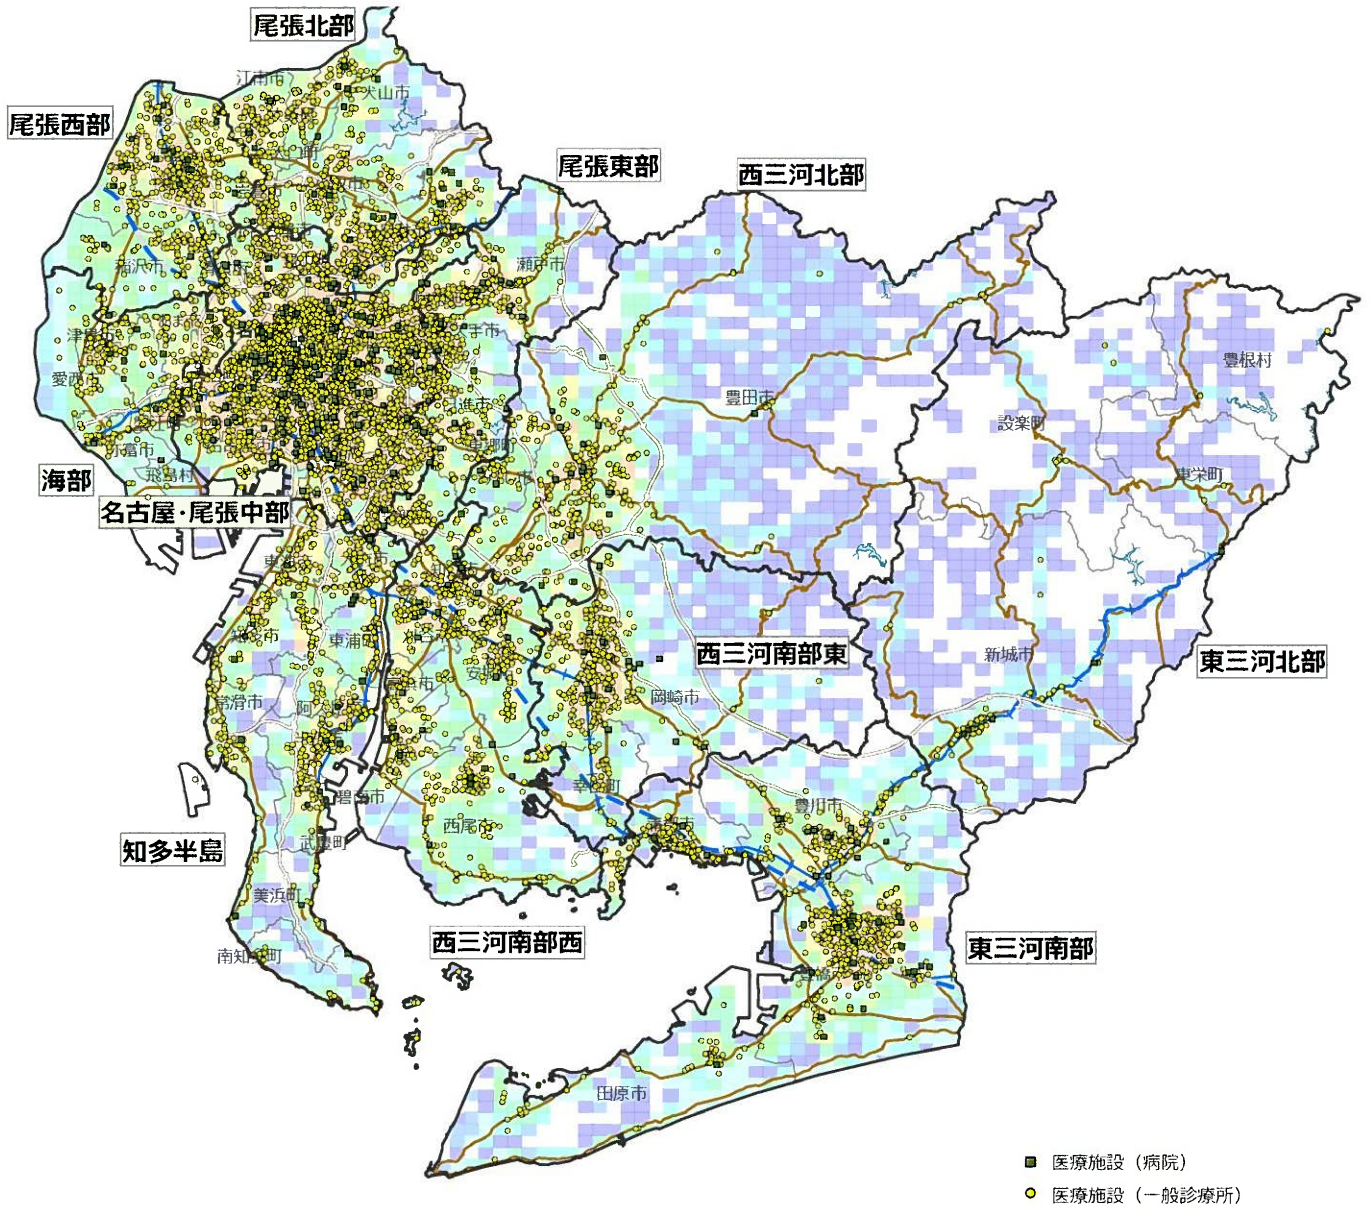 尾張北部
江南市
犬山市
尾張西部
尾張東部
西三河北部
稲沢市
瀬戸市
豊根村
愛西
豊田市
設楽町
東栄町
海部
飛島村
名古屋・尾張中部
東浦
西三河南部東
新城市
東三河北部
岡崎市
常滑市
幸田町
碧南市
豊川市
西尾市
知多半島
武豊町
美浜町
西三河南部西
東三河南部
南知多町
田原市
医療施設（病院）
医療施設（一般診療所）